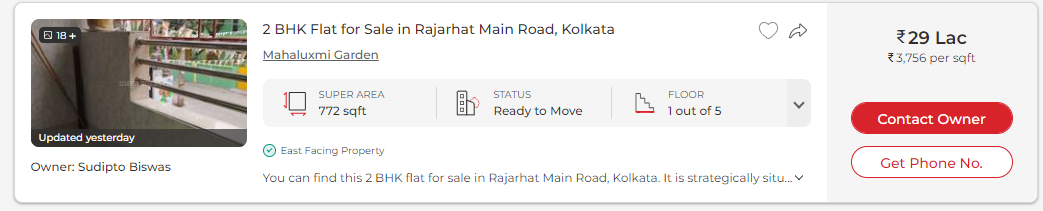 18 +
Updated yesterday
Owner: Sudipto Biswas
2 BHK Flat for Sale in Rajarhat Main Road, Kolkata
Mahaluxmi Garden
SUPER AREA
772 sqft
STATUS
Ready to Move
FLOOR
1 out of 5
East Facing Property
You can find this 2 BHK flat for sale in Rajarhat Main Road, Kolkata. It is strategically situ...
₹29 Lac
₹3,756 per sqft
Contact Owner
Get Phone No.